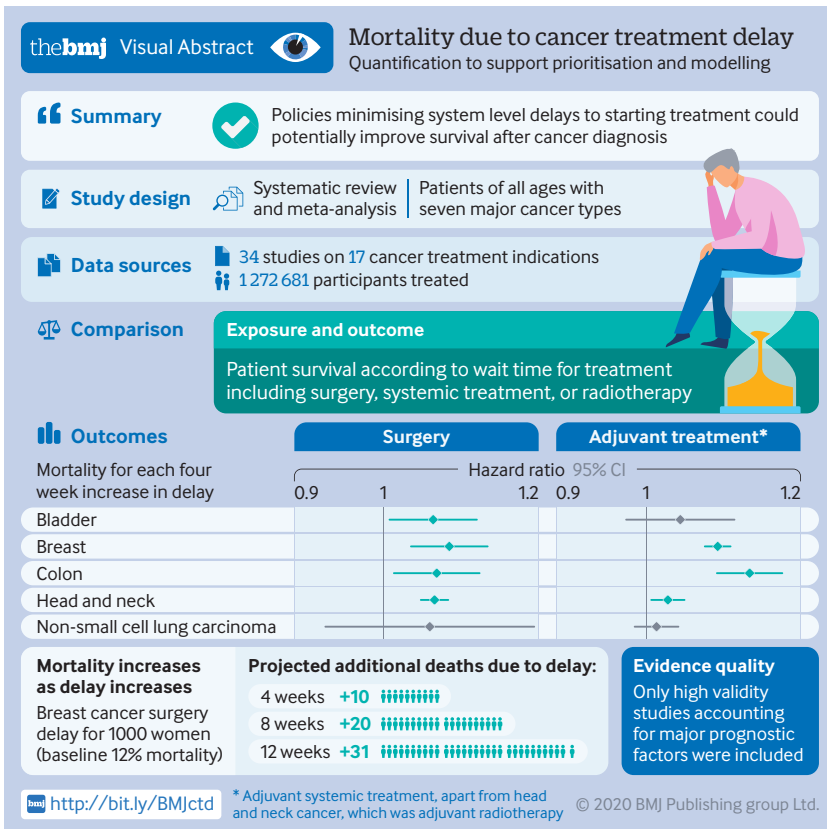 thebmj Visual Abstract
Mortality due to cancer treatment delay
Quantification to support prioritisation and modelling
Summary
Policies minimising system level delays to starting treatment could
potentially improve survival after cancer diagnosis
Study design
Systematic review
and meta-analysis
Patients of all ages with
seven major cancer types
Data sources
34 studies on 17 cancer treatment indications
1 272 681 participants treated
Comparison
Exposure and outcome
Patient survival according to wait time for treatment
including surgery, systemic treatment, or radiotherapy
Outcomes
Surgery
Adjuvant treatment*
Mortality for each four
week increase in delay
Hazard ratio 95% CI
0.9 1 1.2 0.9 1 1.2
Bladder
Breast
Colon
Head and neck
Non-small cell lung carcinoma
Mortality increases
as delay increases
Breast cancer surgery
delay for 1000 women
(baseline 12% mortality)
Projected additional deaths due to delay:
4 weeks +10
8 weeks +20
12 weeks +31
Evidence quality
Only high validity
studies accounting
for major prognostic
factors were included
bmj http://bit.ly/BMJctd
* Adjuvant systemic treatment, apart from head
and neck cancer, which was adjuvant radiotherapy
© 2020 BMJ Publishing group Ltd.